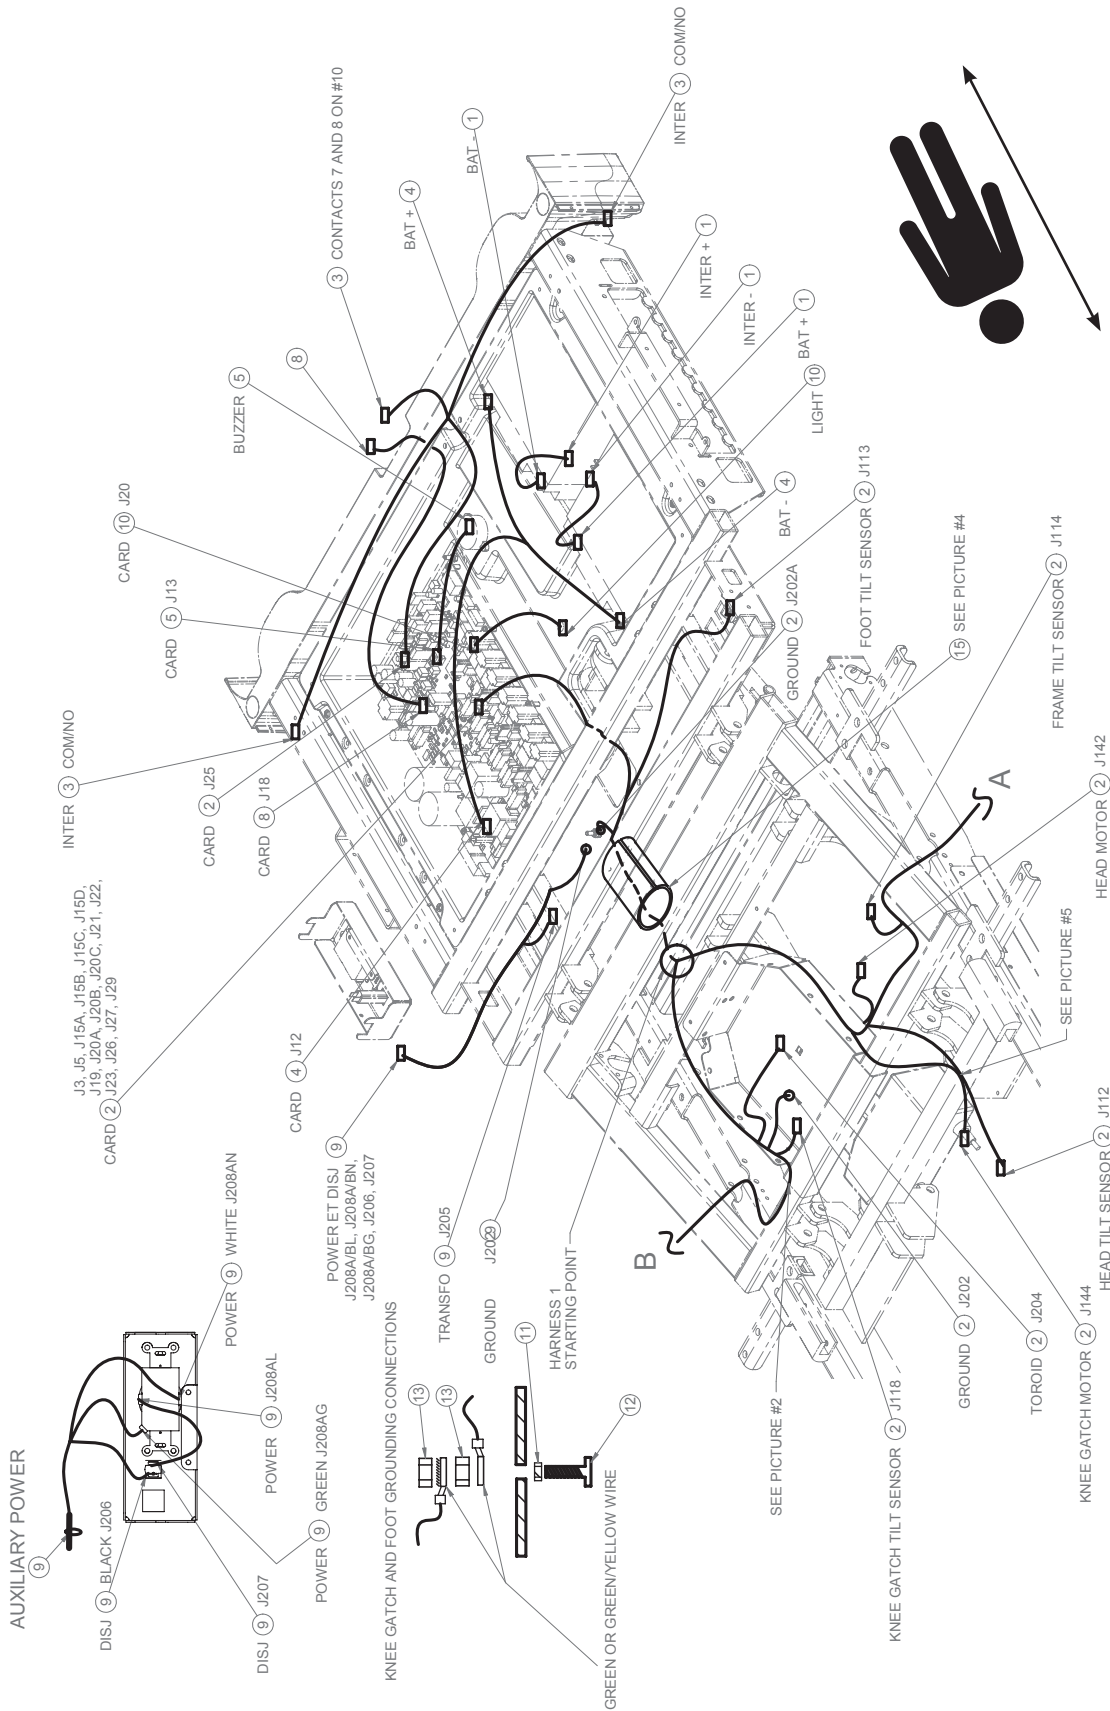 AUXILIARY POWER
9
DISJ 9 BLACK J206
DISJ 9 J207
POWER 9 GREEN J208AG
POWER 9 J208AL
POWER 9 WHITE J208AN
KNEE GATCH AND FOOT GROUNDING CONNECTIONS
13
13
11
12
GREEN OR GREEN/YELLOW WIRE
J3, J5, J15A, J15B, J15C, J15D,
J19, J20A, J20B, J20C, J21, J22,
CARD 2 J23, J26, J27, J29
INTER 3 COM/NO
CARD 2 J25
CARD 8 J18
CARD 4 J12
CARD 5 J13
CARD 10 J20
BUZZER 5
8
3 CONTACTS 7 AND 8 ON #10
BAT + 4
BAT - 1
INTER 3 COM/NO
INTER + 1
INTER - 1
BAT + 1
LIGHT 10
BAT - 4
FOOT TILT SENSOR 2 J113
GROUND 2 J202A
15 SEE PICTURE #4
FRAME TILT SENSOR 2 J114
HEAD MOTOR 2 J142
SEE PICTURE #5
A
POWER ET DISJ 9
J208A/BL, J208A/BN,
J208A/BG, J206, J207
TRANSFO 9 J205
GROUND
HARNESS 1
STARTING POINT
B
SEE PICTURE #2
KNEE GATCH TILT SENSOR 2 J118
GROUND 2 J202
TOROID 2 J204
KNEE GATCH MOTOR 2 J144
HEAD TILT SENSOR 2 J112